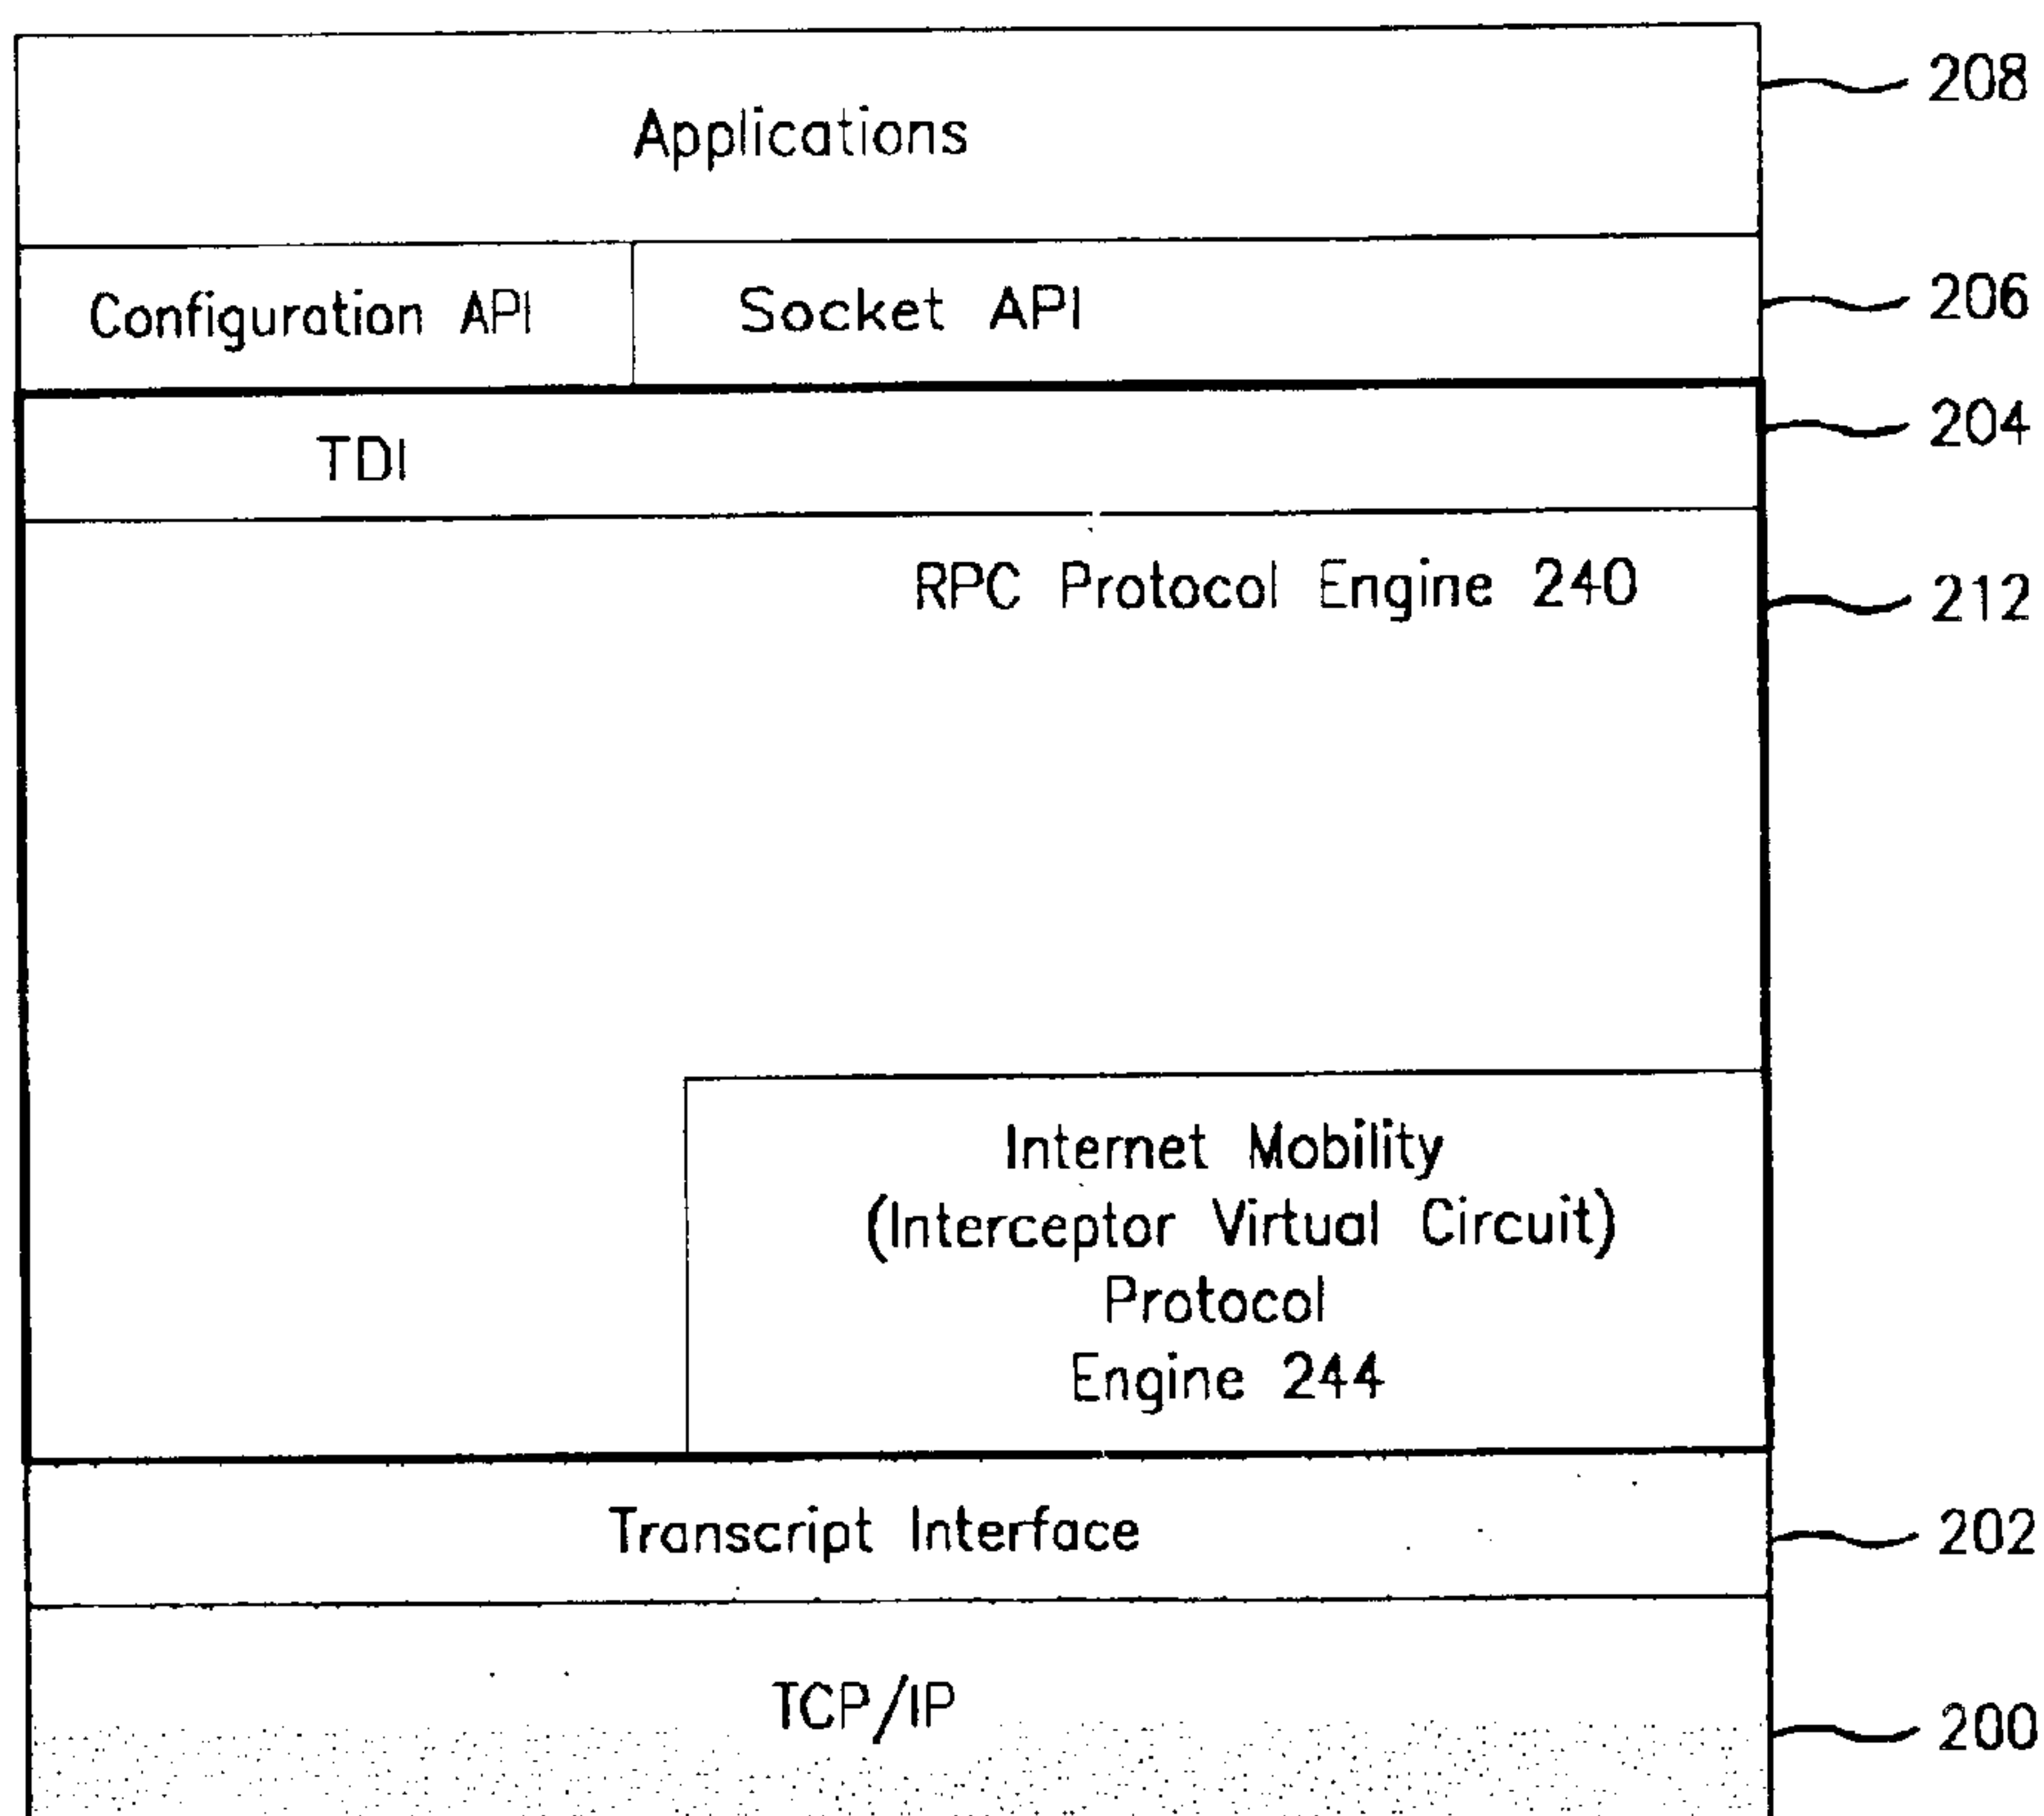 Applications
208
Configuration API
Socket API
206
TDI
204
RPC Protocol Engine 240
212
Internet Mobility
(Interceptor Virtual Circuit)
Protocol
Engine 244
Transcript Interface
202
TCP/IP
200